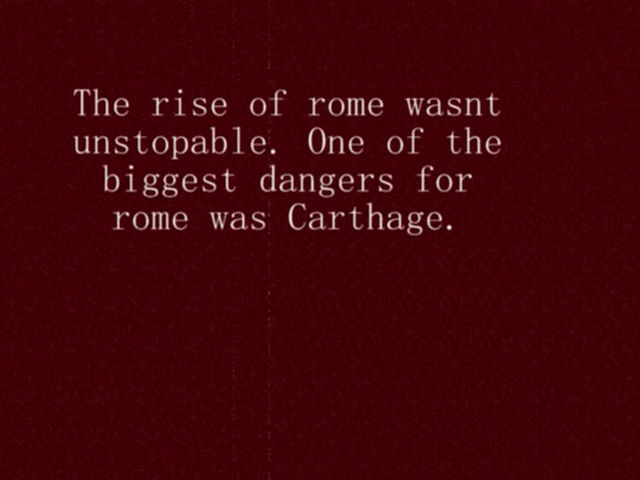 The rise of rome wasnt
unstopable. One of the
biggest dangers for
rome was Carthage.